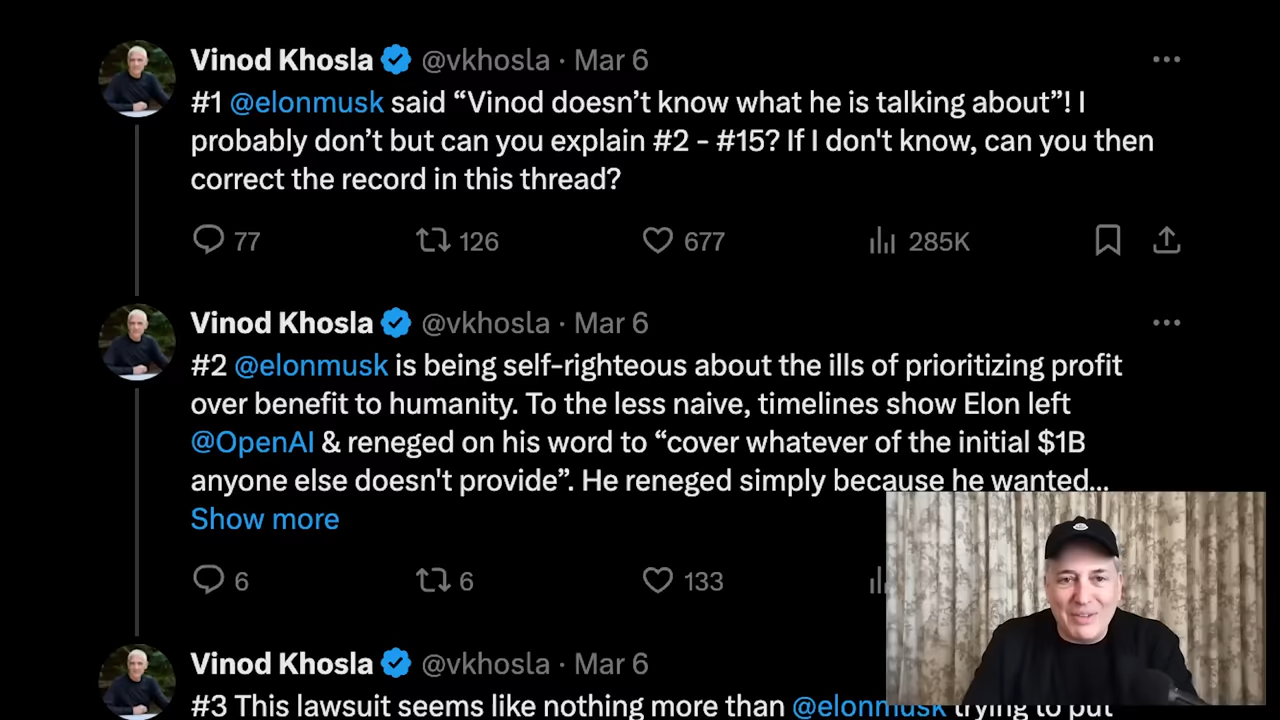 Vinod Khosla @vkhosla · Mar 6
#1 @elonmusk said “Vinod doesn’t know what he is talking about”! I
probably don’t but can you explain #2 - #15? If I don't know, can you then
correct the record in this thread?
77 126 677 285K
Vinod Khosla @vkhosla · Mar 6
#2 @elonmusk is being self-righteous about the ills of prioritizing profit
over benefit to humanity. To the less naive, timelines show Elon left
@OpenAI & reneged on his word to “cover whatever of the initial $1B
anyone else doesn't provide”. He reneged simply because he wanted...
Show more
6 6 133
Vinod Khosla @vkhosla · Mar 6
#3 This lawsuit seems like nothing more than @elonmusk trying to put